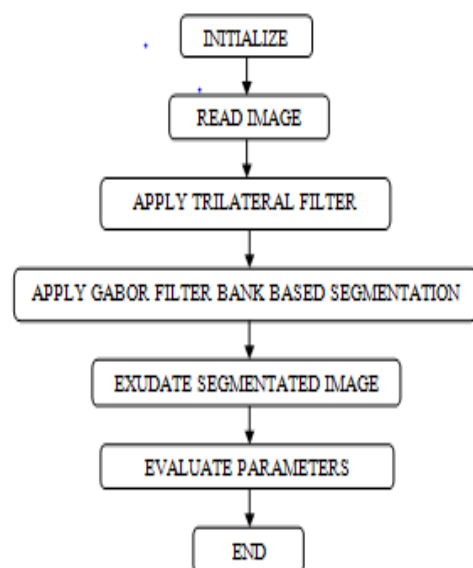 INITIALIZE
READ IMAGE
APPLY TRILATERAL FILTER
APPLY GABOR FILTER BANK BASED SEGMENTATION
EXUDATE SEGMENTATED IMAGE
EVALUATE PARAMETERS
END